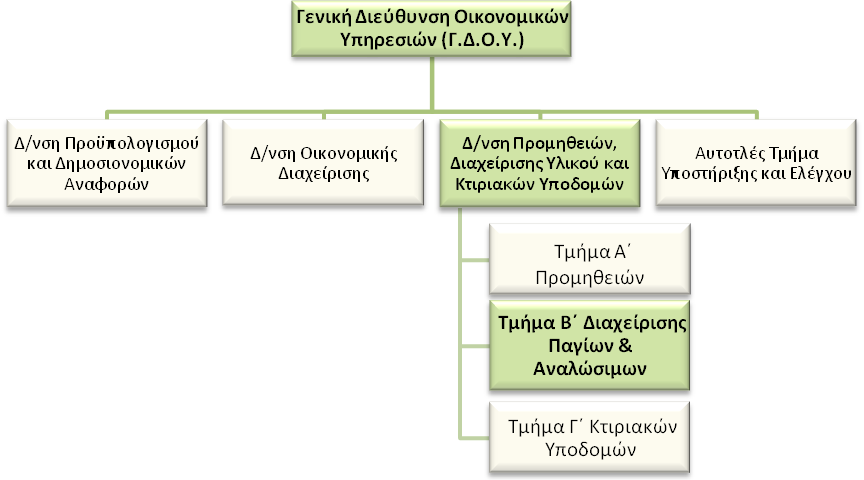 Γενική Διεύθυνση Οικονομικών
Υπηρεσιών (Γ.Δ.Ο.Υ.)
Δ/νση Προϋπολογισμού
και Δημοσιονομικών
Αναφορών
Δ/νση Οικονομικής
Διαχείρισης
Δ/νση Προμηθειών,
Διαχείρισης Υλικού και
Κτιριακών Υποδομών
Αυτοτλές Τμήμα
Υποστήριξης και Ελέγχου
Τμήμα Α΄
Προμηθειών
Τμήμα Β΄ Διαχείρισης
Παγίων &
Αναλώσιμων
Τμήμα Γ΄ Κτιριακών
Υποδομών